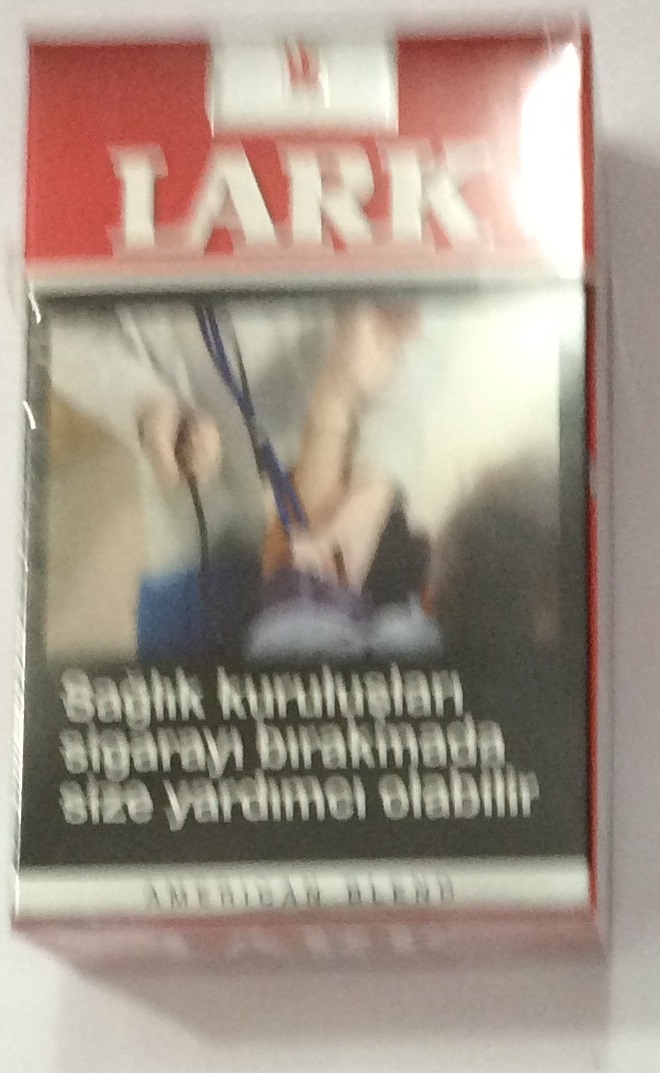 LARK
Sağlık kuruluşları
sigarayı bırakmada
size yardımcı olabilir
AMERICAN BLEND